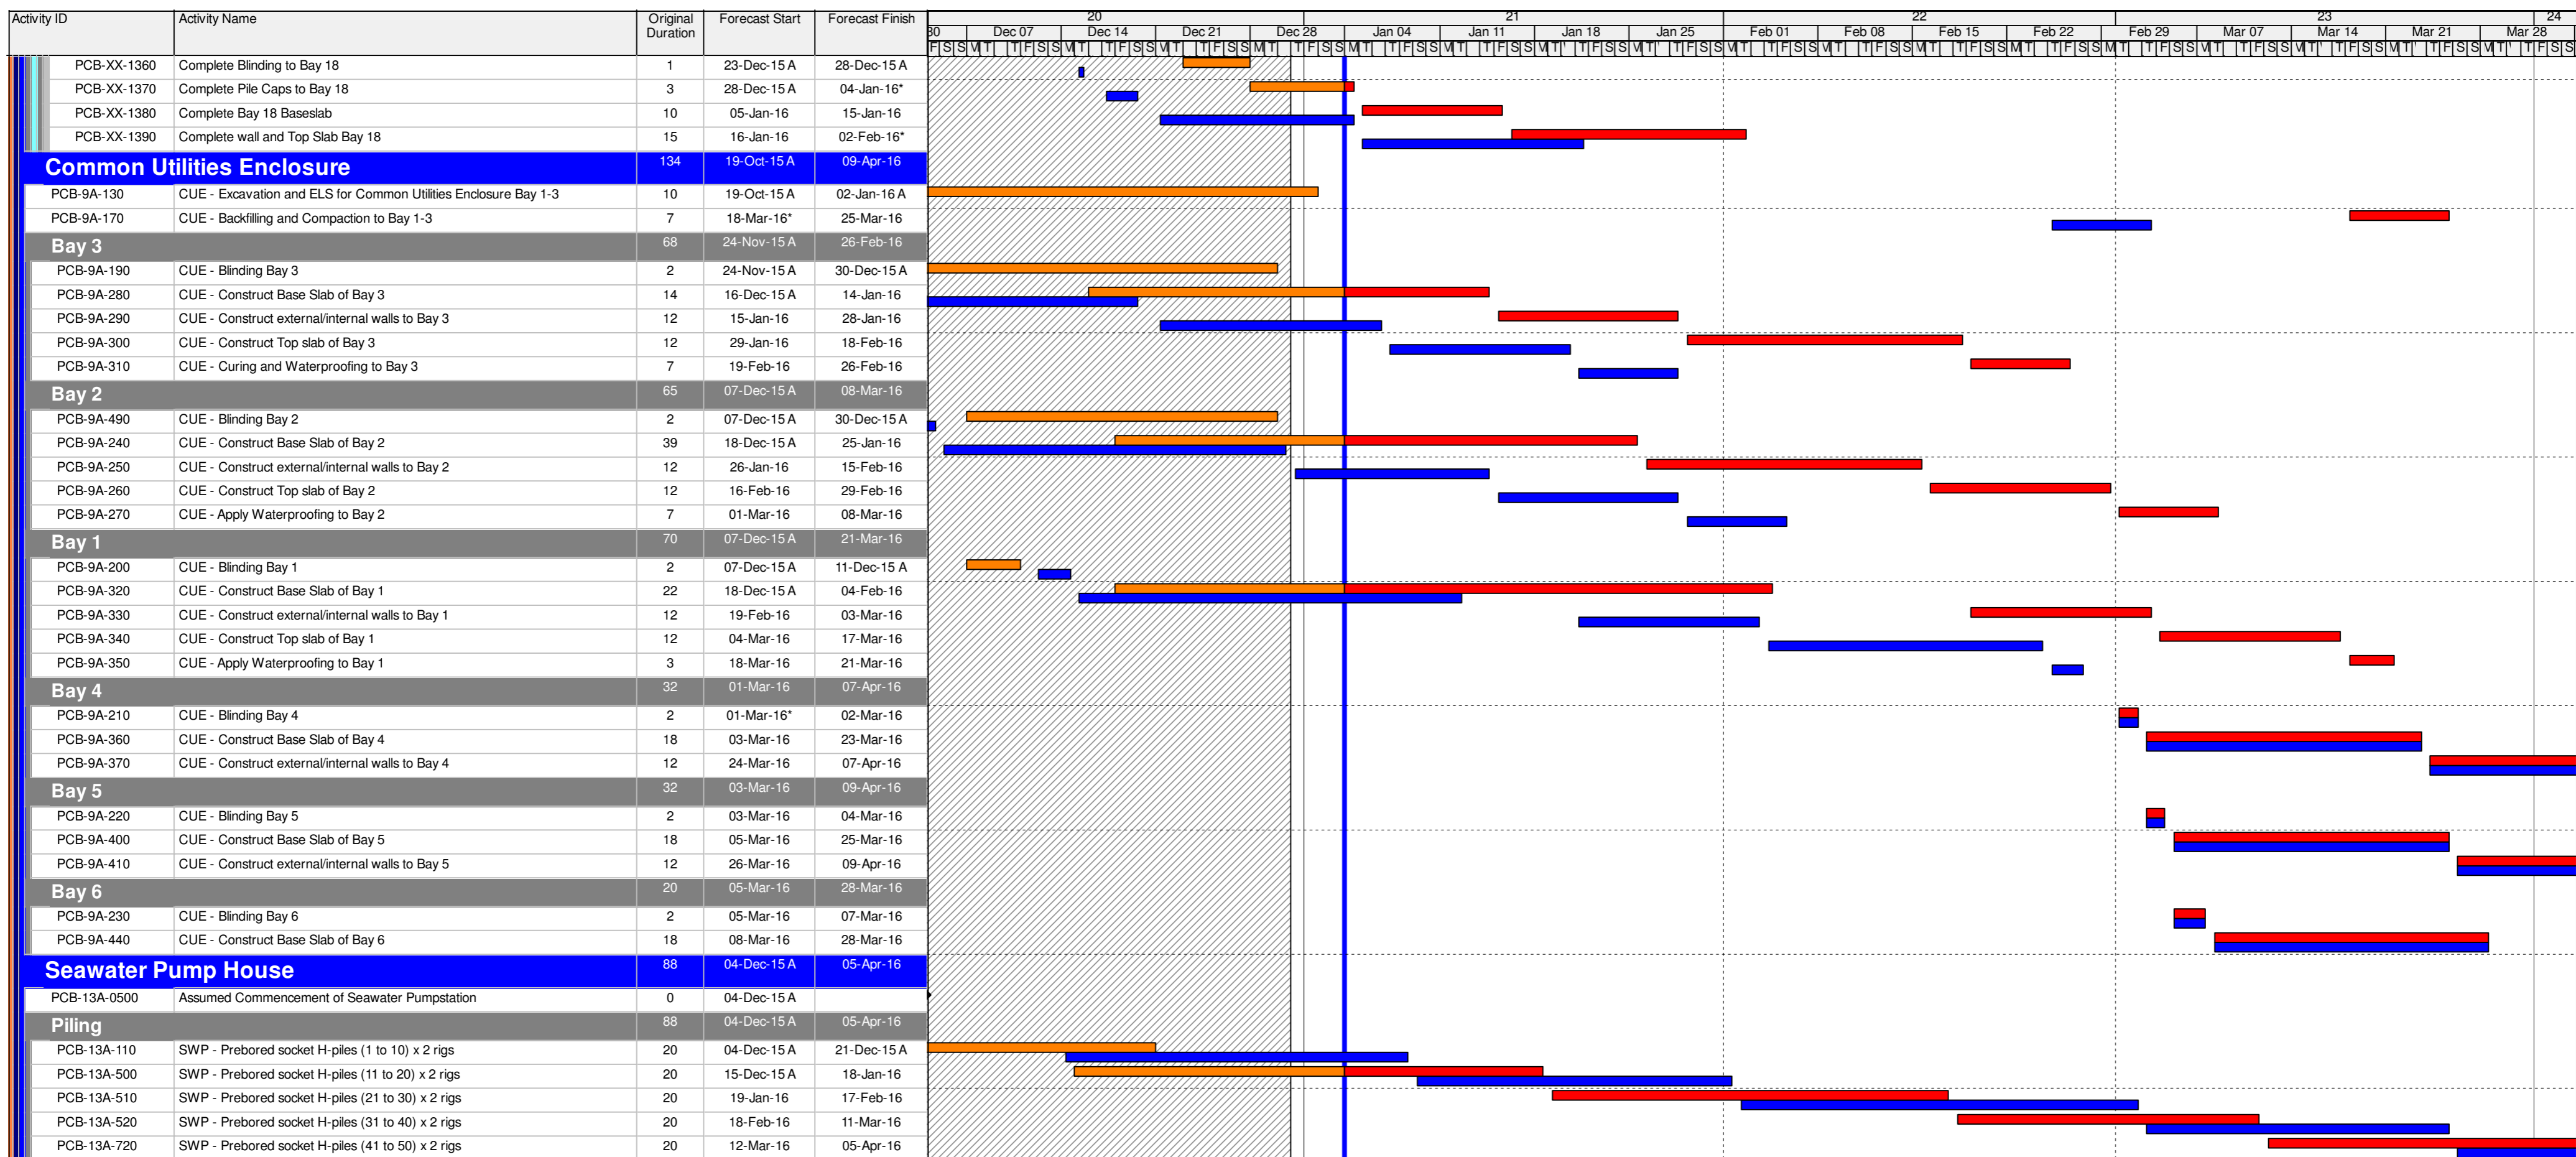 Activity ID Activity Name Original Duration Forecast Start Forecast Finish 20 21 22 23 24
30 Dec 07 Dec 14 Dec 21 Dec 28 Jan 04 Jan 11 Jan 18 Jan 25 Feb 01 Feb 08 Feb 15 Feb 22 Feb 29 Mar 07 Mar 14 Mar 21 Mar 28
PCB-XX-1360 Complete Blinding to Bay 18 1 23-Dec-15 A 28-Dec-15 A
PCB-XX-1370 Complete Pile Caps to Bay 18 3 28-Dec-15 A 04-Jan-16*
PCB-XX-1380 Complete Bay 18 Baseslab 10 05-Jan-16 15-Jan-16
PCB-XX-1390 Complete wall and Top Slab Bay 18 15 16-Jan-16 02-Feb-16*
Common Utilities Enclosure 134 19-Oct-15 A 09-Apr-16
PCB-9A-130 CUE - Excavation and ELS for Common Utilities Enclosure Bay 1-3 10 19-Oct-15 A 02-Jan-16 A
PCB-9A-170 CUE - Backfilling and Compaction to Bay 1-3 7 18-Mar-16* 25-Mar-16
Bay 3 68 24-Nov-15 A 26-Feb-16
PCB-9A-190 CUE - Blinding Bay 3 2 24-Nov-15 A 30-Dec-15 A
PCB-9A-280 CUE - Construct Base Slab of Bay 3 14 16-Dec-15 A 14-Jan-16
PCB-9A-290 CUE - Construct external/internal walls to Bay 3 12 15-Jan-16 28-Jan-16
PCB-9A-300 CUE - Construct Top slab of Bay 3 12 29-Jan-16 18-Feb-16
PCB-9A-310 CUE - Curing and Waterproofing to Bay 3 7 19-Feb-16 26-Feb-16
Bay 2 65 07-Dec-15 A 08-Mar-16
PCB-9A-490 CUE - Blinding Bay 2 2 07-Dec-15 A 30-Dec-15 A
PCB-9A-240 CUE - Construct Base Slab of Bay 2 39 18-Dec-15 A 25-Jan-16
PCB-9A-250 CUE - Construct external/internal walls to Bay 2 12 26-Jan-16 15-Feb-16
PCB-9A-260 CUE - Construct Top slab of Bay 2 12 16-Feb-16 29-Feb-16
PCB-9A-270 CUE - Apply Waterproofing to Bay 2 7 01-Mar-16 08-Mar-16
Bay 1 70 07-Dec-15 A 21-Mar-16
PCB-9A-200 CUE - Blinding Bay 1 2 07-Dec-15 A 11-Dec-15 A
PCB-9A-320 CUE - Construct Base Slab of Bay 1 22 18-Dec-15 A 04-Feb-16
PCB-9A-330 CUE - Construct external/internal walls to Bay 1 12 19-Feb-16 03-Mar-16
PCB-9A-340 CUE - Construct Top slab of Bay 1 12 04-Mar-16 17-Mar-16
PCB-9A-350 CUE - Apply Waterproofing to Bay 1 3 18-Mar-16 21-Mar-16
Bay 4 32 01-Mar-16 07-Apr-16
PCB-9A-210 CUE - Blinding Bay 4 2 01-Mar-16* 02-Mar-16
PCB-9A-360 CUE - Construct Base Slab of Bay 4 18 03-Mar-16 23-Mar-16
PCB-9A-370 CUE - Construct external/internal walls to Bay 4 12 24-Mar-16 07-Apr-16
Bay 5 32 03-Mar-16 09-Apr-16
PCB-9A-220 CUE - Blinding Bay 5 2 03-Mar-16 04-Mar-16
PCB-9A-400 CUE - Construct Base Slab of Bay 5 18 05-Mar-16 25-Mar-16
PCB-9A-410 CUE - Construct external/internal walls to Bay 5 12 26-Mar-16 09-Apr-16
Bay 6 20 05-Mar-16 28-Mar-16
PCB-9A-230 CUE - Blinding Bay 6 2 05-Mar-16 07-Mar-16
PCB-9A-440 CUE - Construct Base Slab of Bay 6 18 08-Mar-16 28-Mar-16
Seawater Pump House 88 04-Dec-15 A 05-Apr-16
PCB-13A-0500 Assumed Commencement of Seawater Pumpstation 0 04-Dec-15 A
Piling 88 04-Dec-15 A 05-Apr-16
PCB-13A-110 SWP - Prebored socket H-piles (1 to 10) x 2 rigs 20 04-Dec-15 A 21-Dec-15 A
PCB-13A-500 SWP - Prebored socket H-piles (11 to 20) x 2 rigs 20 15-Dec-15 A 18-Jan-16
PCB-13A-510 SWP - Prebored socket H-piles (21 to 30) x 2 rigs 20 19-Jan-16 17-Feb-16
PCB-13A-520 SWP - Prebored socket H-piles (31 to 40) x 2 rigs 20 18-Feb-16 11-Mar-16
PCB-13A-720 SWP - Prebored socket H-piles (41 to 50) x 2 rigs 20 12-Mar-16 05-Apr-16